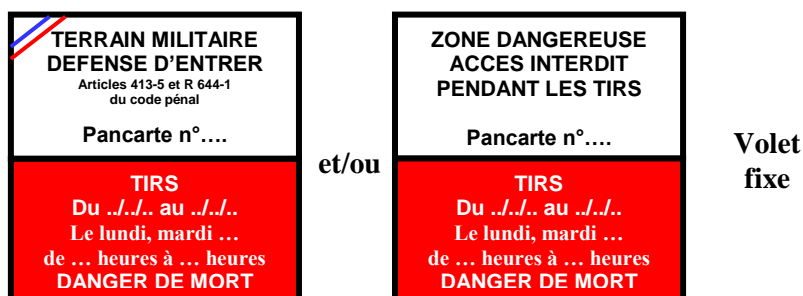 TERRAIN MILITAIRE
DEFENSE D'ENTRER
Articles 413-5 et R 644-1
du code pénal
Pancarte n°….
TIRS
Du ../../.. au ../../..
Le lundi, mardi …
de … heures à … heures
DANGER DE MORT
et/ou
ZONE DANGEREUSE
ACCES INTERDIT
PENDANT LES TIRS
Pancarte n°….
TIRS
Du ../../.. au ../../..
Le lundi, mardi …
de … heures à … heures
DANGER DE MORT
Volet
fixe